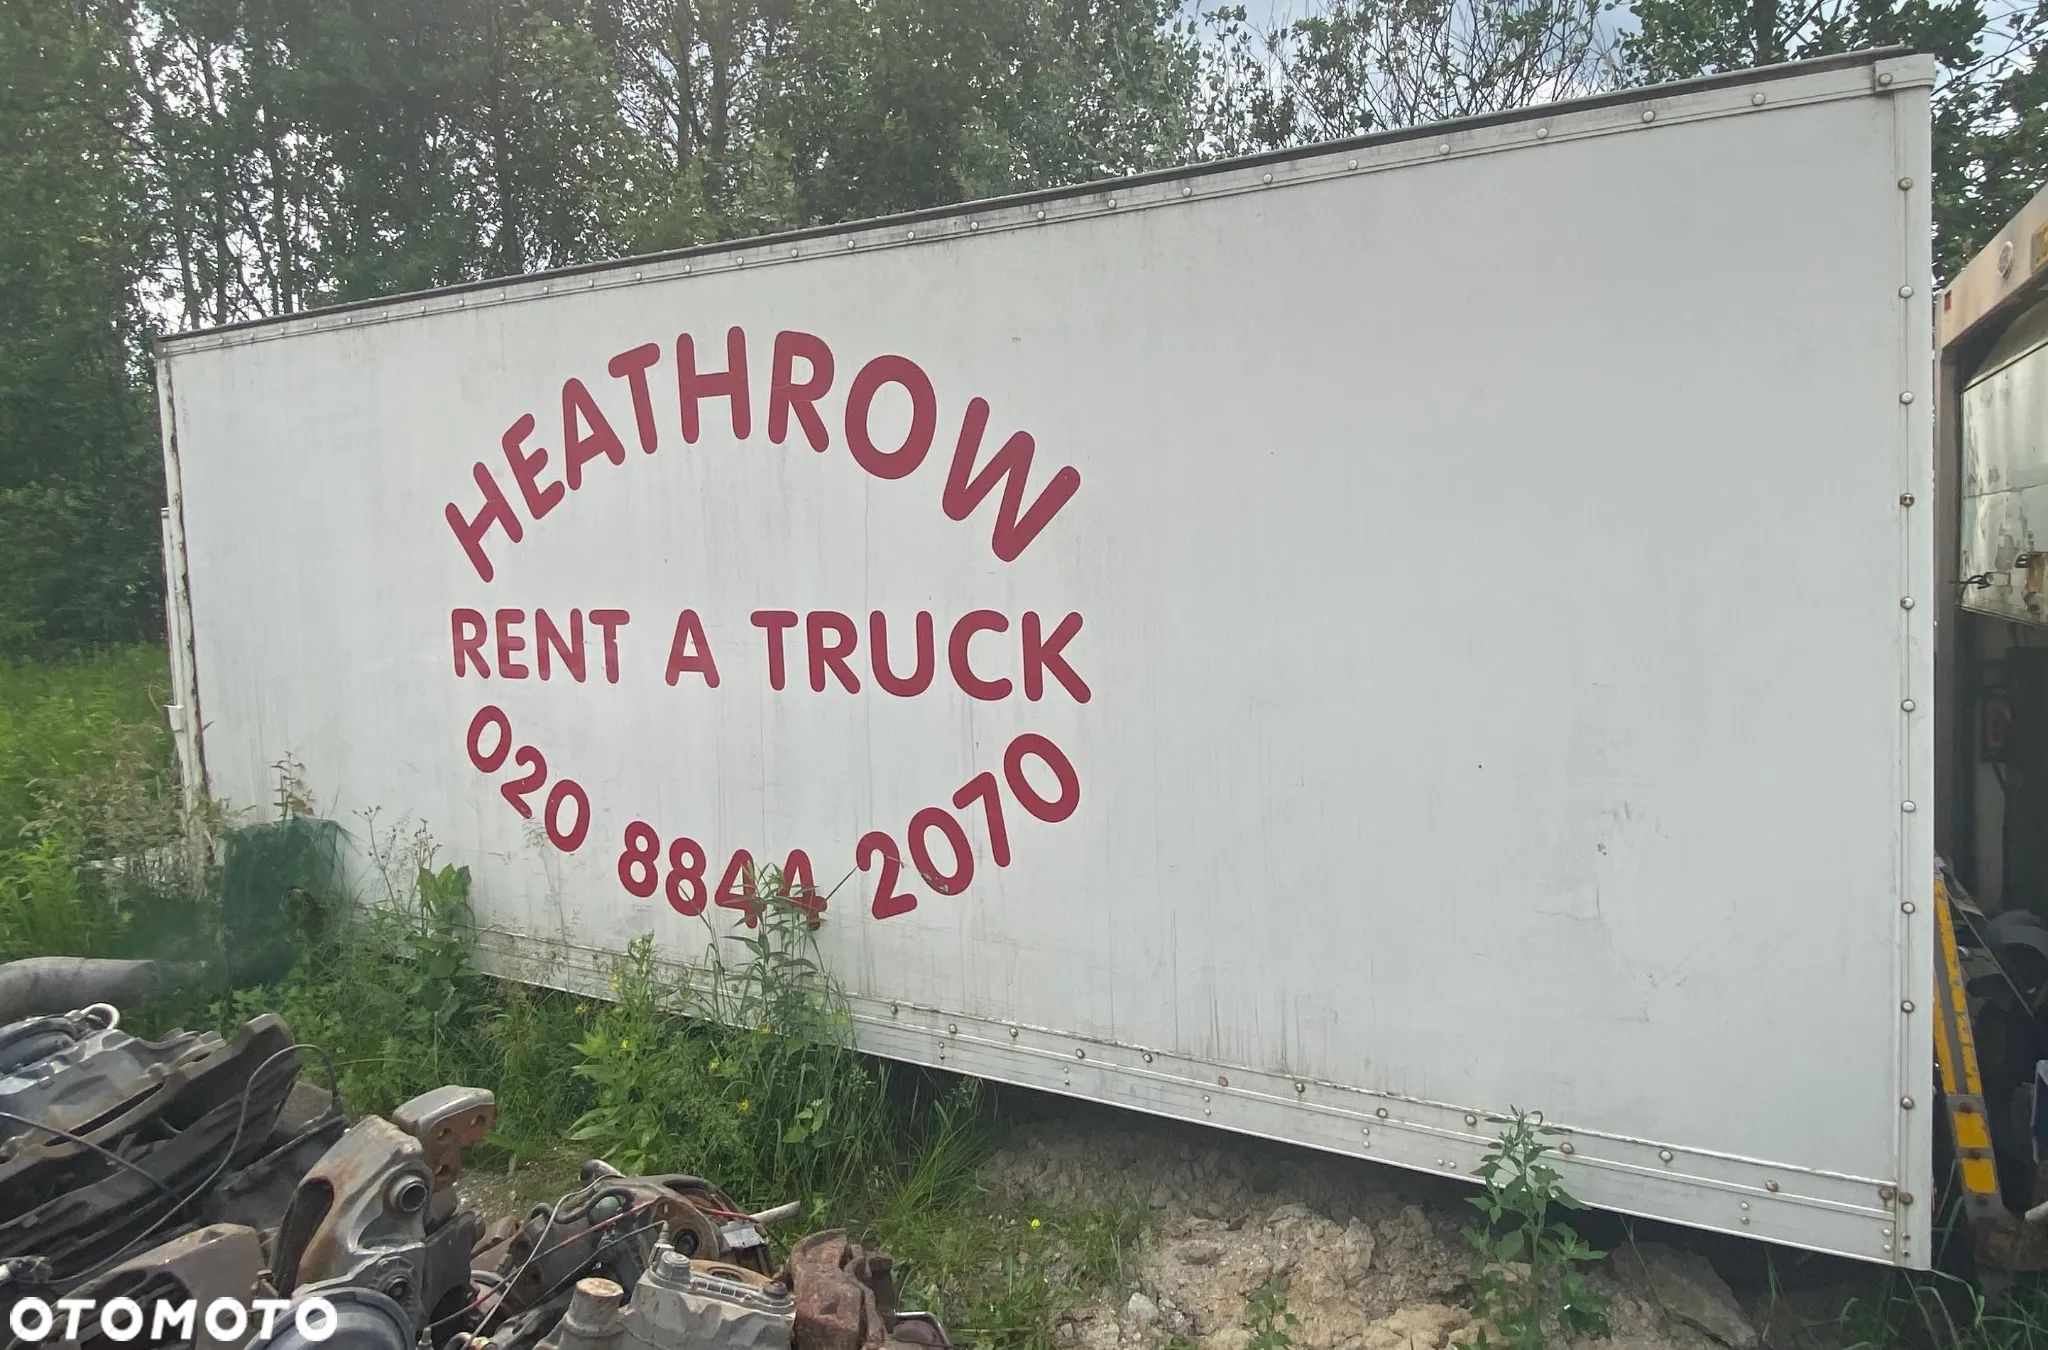 HEATHROW
RENT A TRUCK
020 8844 2070
OTOMOTO